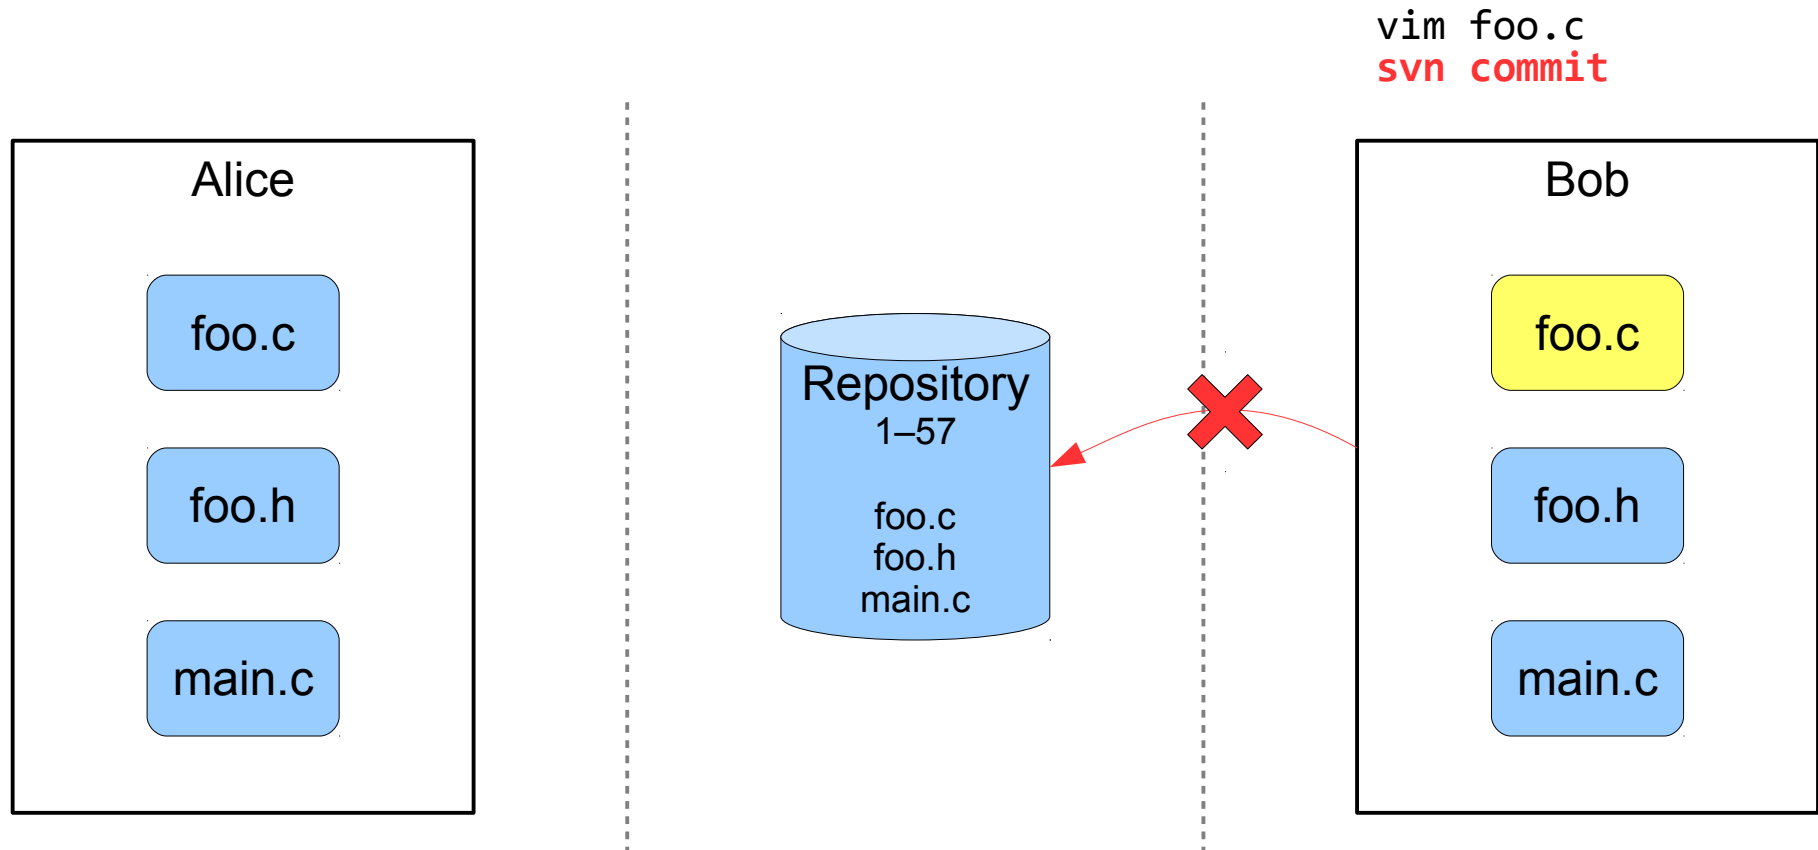 vim foo.c
svn commit
Alice
foo.c
foo.h
main.c
Repository
1–57
foo.c
foo.h
main.c
Bob
foo.c
foo.h
main.c